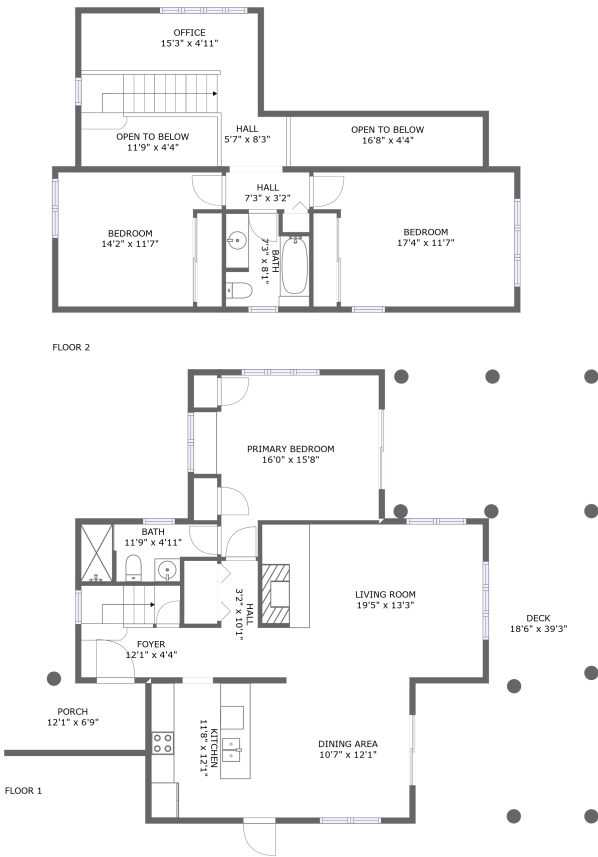 OFFICE
15'3" x 4'11"
OPEN TO BELOW
11'9" x 4'4"
HALL
5'7" x 8'3"
OPEN TO BELOW
16'8" x 4'4"
HALL
7'3" x 3'2"
BEDROOM
14'2" x 11'7"
BATH
7'3" x 8'1"
BEDROOM
17'4" x 11'7"
FLOOR 2
PRIMARY BEDROOM
16'0" x 15'8"
BATH
11'9" x 4'11"
HALL
3'2" x 10'1"
LIVING ROOM
19'5" x 13'3"
DECK
18'6" x 39'3"
FOYER
12'1" x 4'4"
PORCH
12'1" x 6'9"
KITCHEN
11'8" x 12'1"
DINING AREA
10'7" x 12'1"
FLOOR 1